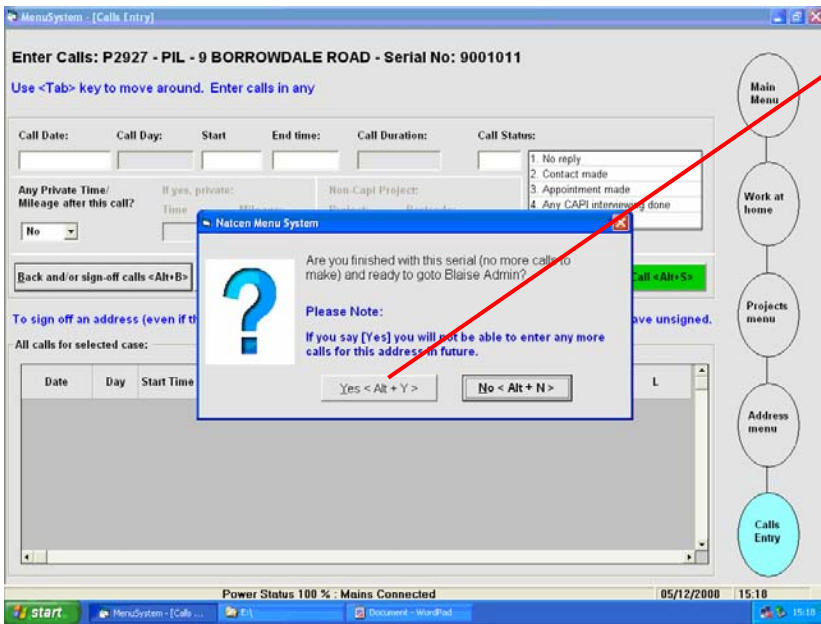 MenuSystem - [Calls Entry]
Enter Calls: P2927 - PIL - 9 BORROWDALE ROAD - Serial No: 9001011
Use <Tab> key to move around. Enter calls in any
Call Date: Call Day: Start End time: Call Duration: Call Status:
1. No reply
2. Contact made
3. Appointment made
4. Any CAPI interviewing done
Any Private Time/
Mileage after this call?
If yes, private:
Time
Non-Capi Project:
No
Natcen Menu System
Are you finished with this serial (no more calls to
make) and ready to goto Blaise Admin?
Please Note:
If you say [Yes] you will not be able to enter any more
calls for this address in future.
Yes < Alt + Y >
No < Alt + N >
Back and/or sign-off calls <Alt+B>
Call <Alt+S>
To sign off an address (even if th
ave unsigned.
All calls for selected case:
Date Day Start Time L
Main
Menu
Work at
home
Projects
menu
Address
menu
Calls
Entry
Power Status 100 % : Mains Connected 05/12/2000 15:18
start MenuSystem - [Calls ... E:\ Document - WordPad 15:18